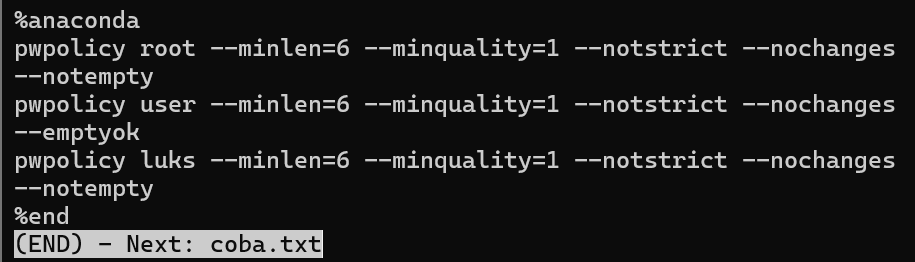 %anaconda
pwpolicy root --minlen=6 --minquality=1 --notstrict --nochanges
--notempty
pwpolicy user --minlen=6 --minquality=1 --notstrict --nochanges
--emptyok
pwpolicy luks --minlen=6 --minquality=1 --notstrict --nochanges
--notempty
%end
(END) - Next: coba.txt